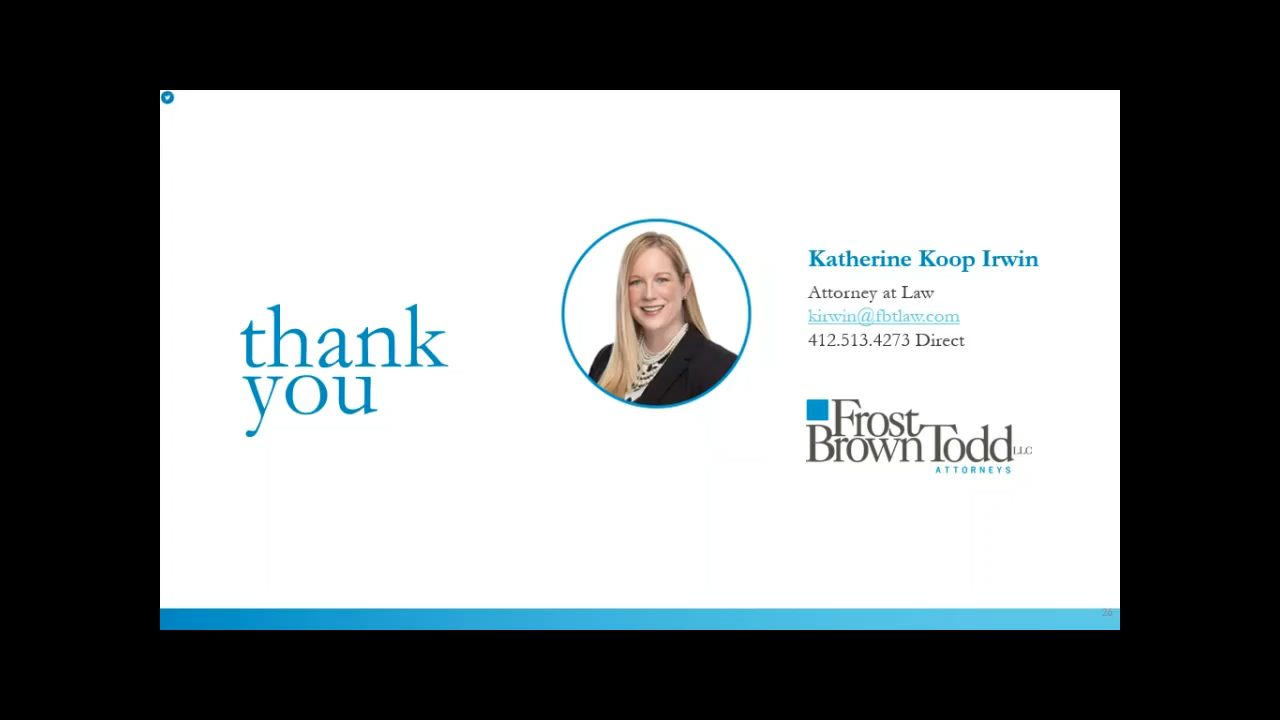 thank
you
Katherine Koop Irwin
Attorney at Law
kirwin@fbtlaw.com
412.513.4273 Direct
Frost
Brown Todd LLC
ATTORNEYS
26